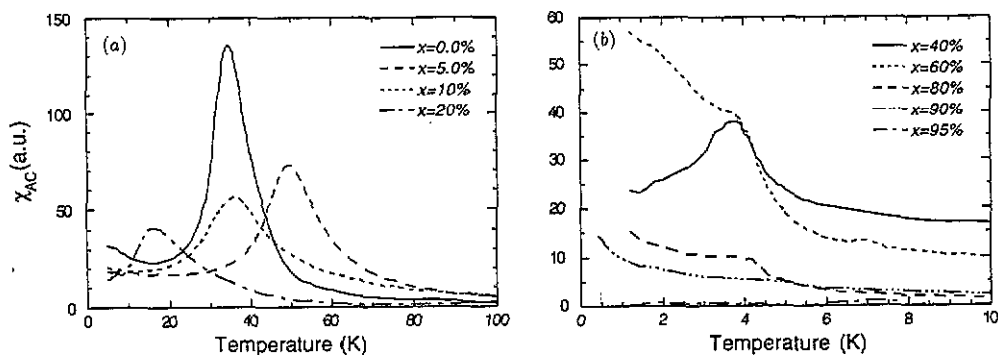 (a)
x=0.0%
x=5.0%
x=10%
x=20%
150
100
50
0
χAC(a.u.)
0 20 40 60 80 100
Temperature (K)
(b)
x=40%
x=60%
x=80%
x=90%
x=95%
60
50
40
30
20
10
0
2 4 6 8 10
Temperature (K)